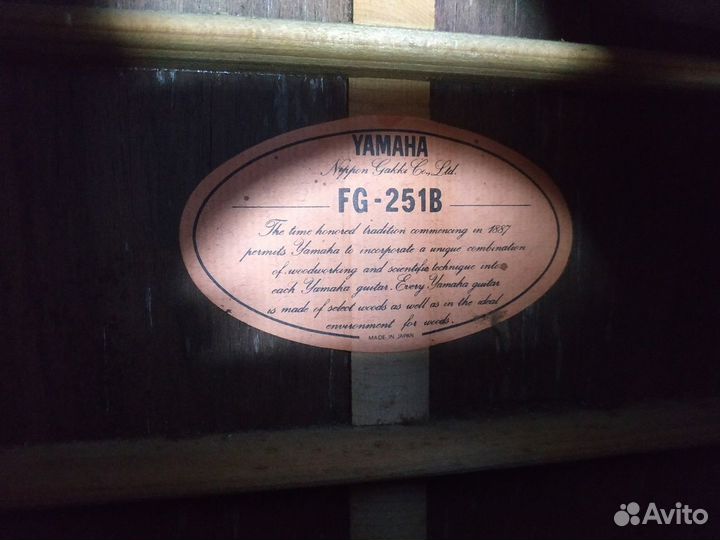 YAMAHA
Nippon Gakki Co., Ltd.
FG-251B
The time honored tradition commencing in 1887
permits Yamaha to incorporate a unique combination
of woodworking and scientific technique into
each Yamaha guitar. Every Yamaha guitar
is made of select woods as well as in the ideal
environment for woods.
MADE IN JAPAN
Avito